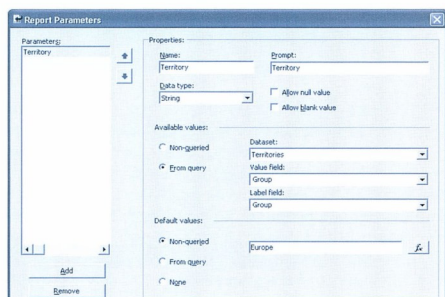 Report Parameters
Parameters:
Territory
Add
Remove
Properties:
Name:
Territory
Prompt:
Territory
Data type:
String
Allow null value
Allow blank value
Available values:
Non-queried
From query
Dataset:
Territories
Value field:
Group
Label field:
Group
Default values:
Non-queried
Europe
fx
From query
None